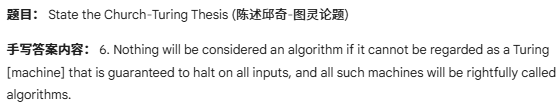 题目： State the Church-Turing Thesis (陈述邱奇-图灵论题)
手写答案内容： 6. Nothing will be considered an algorithm if it cannot be regarded as a Turing
[machine] that is guaranteed to halt on all inputs, and all such machines will be rightfully called
algorithms.